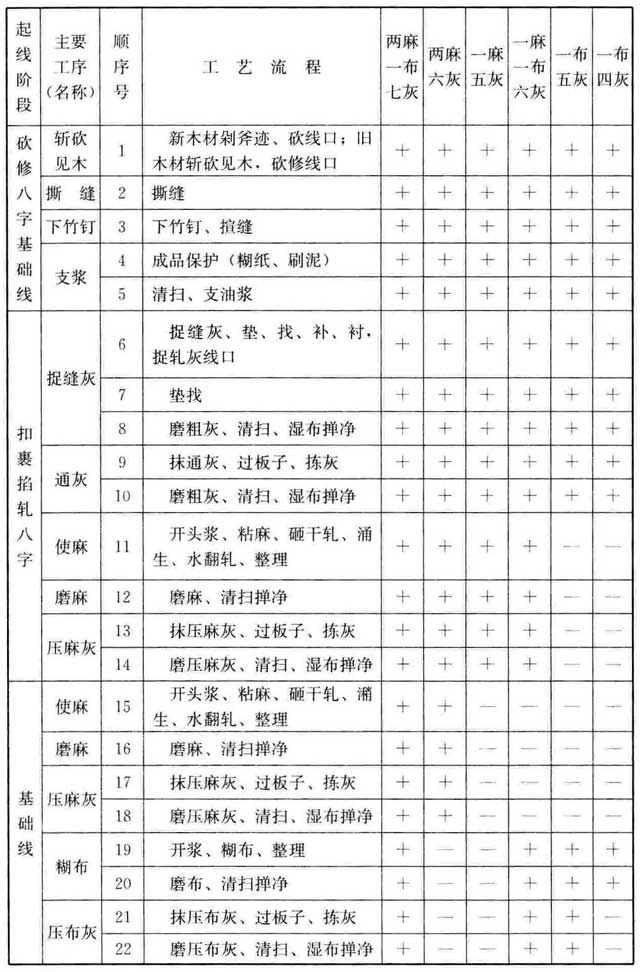 起线阶段 主要工序(名称) 顺序号 工艺流程 两麻一布七灰 两麻六灰 一麻五灰 一麻一布六灰 一布五灰 一布四灰
砍修八字基础线
斩砍见木 1 新木材剁斧迹、砍线口；旧
木材斩砍见木，砍修线口 + + + + + +
撕缝 2 撕缝 + + + + + +
下竹钉 3 下竹钉、揎缝 + + + + + +
支浆 4 成品保护（糊纸、刷泥） + + + + + +
5 清扫、支油浆 + + + + + +
扣裹掐轧八字
捉缝灰 6 捉缝灰、垫、找、补、衬，
捉轧灰线口 + + + + + +
7 垫找 + + + + + +
8 磨粗灰、清扫、湿布掸净 + + + + + +
通灰 9 抹通灰、过板子、拣灰 + + + + + +
10 磨粗灰、清扫、湿布掸净 + + + + + +
使麻 11 开头浆、粘麻、砸干轧、涌
生、水翻轧、整理 + + + + — —
磨麻 12 磨麻、清扫掸净 + + + + — —
压麻灰 13 抹压麻灰、过板子、拣灰 + + + + — —
14 磨压麻灰、清扫、湿布掸净 + + + + — —
基础线
使麻 15 开头浆、粘麻、砸干轧、潲
生、水翻轧、整理 + + — — — —
磨麻 16 磨麻、清扫掸净 + + — — — —
压麻灰 17 抹压麻灰、过板子、拣灰 + + — — — —
18 磨压麻灰、清扫、湿布掸净 + + — — — —
糊布 19 开浆、糊布、整理 + — — + + +
20 磨布、清扫掸净 + — — + + +
压布灰 21 抹压布灰、过板子、拣灰 + — — + + —
22 磨压布灰、清扫、湿布掸净 + — — + + —